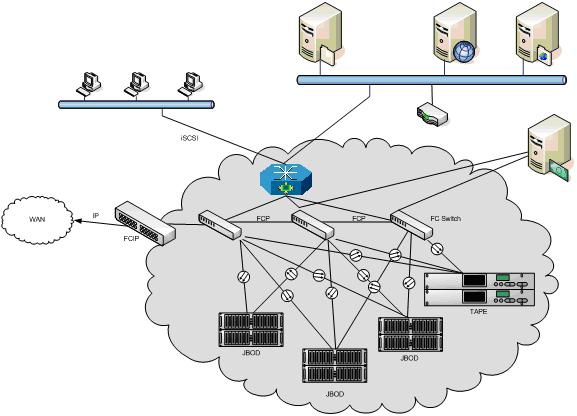 iSCSI
WAN
IP
FCIP
FCP
FCP
FC Switch
TAPE
JBOD
JBOD
JBOD